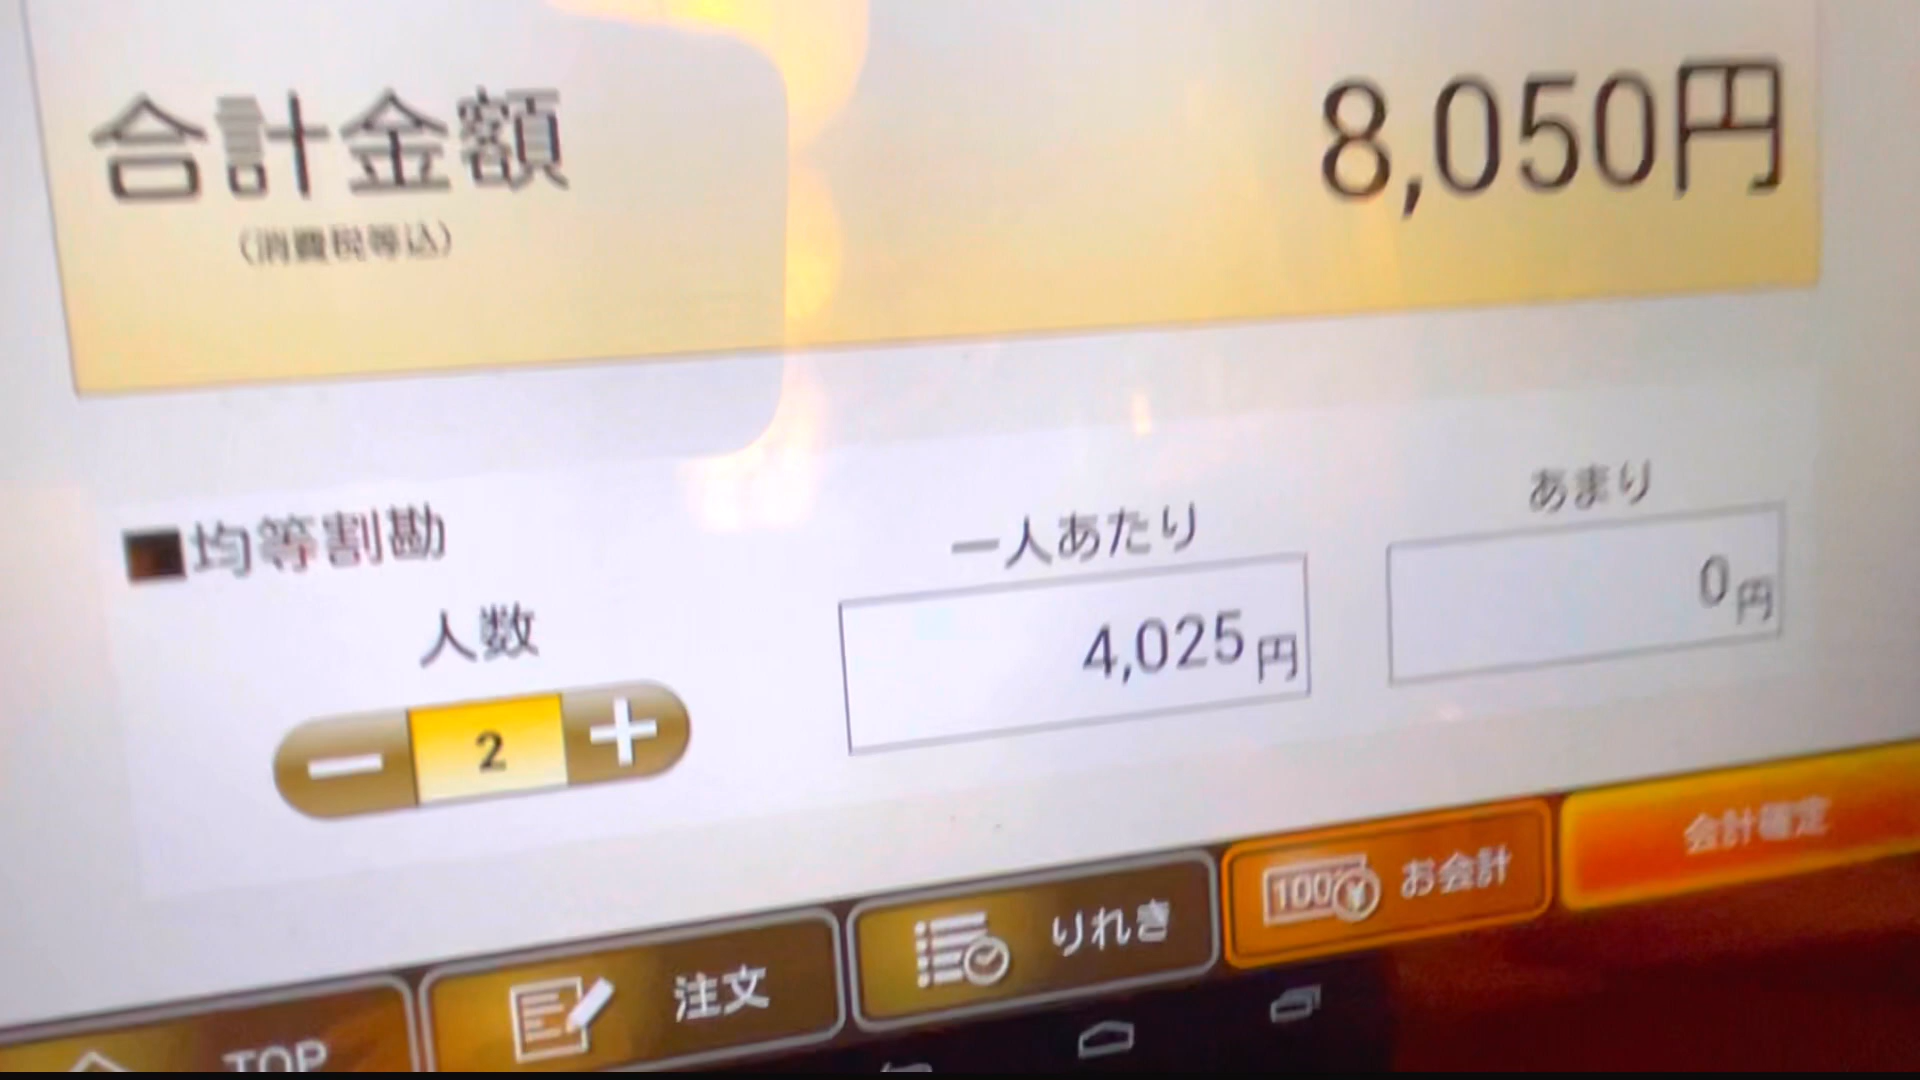 合計金額
8,050円
(消費税等込)
■均等割勘
人数
一人あたり
あまり
− 2 +
4,025円
0円
TOP
注文
りれき
100 ¥ お会計
会計確定